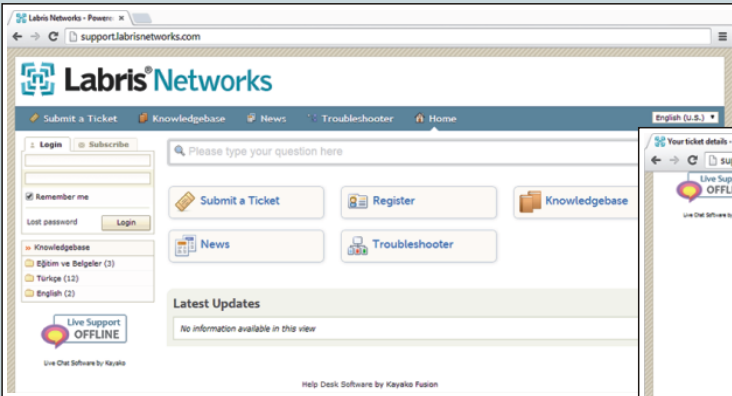 Labris Networks - Powere
support.labrisnetworks.com
Labris® Networks
Submit a Ticket Knowledgebase News Troubleshooter Home
English (U.S.)
Login Subscribe
Please type your question here
Remember me
Lost password Login
Submit a Ticket Register Knowledgebase
News Troubleshooter
Knowledgebase
Eğitim ve Belgeler (3)
Türkçe (12)
English (2)
Live Support
OFFLINE
Live Chat Software by Kayako
Latest Updates
No information available in this view
Help Desk Software by Kayako Fusion
Your ticket details -
su
Live Sup
OFFLI
Live Chat Software by